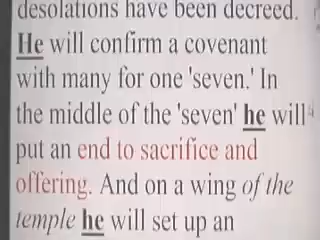 desolations have been decreed.
He will confirm a covenant
with many for one 'seven.' In
the middle of the 'seven' he will
put an end to sacrifice and
offering. And on a wing of the
temple he will set up an